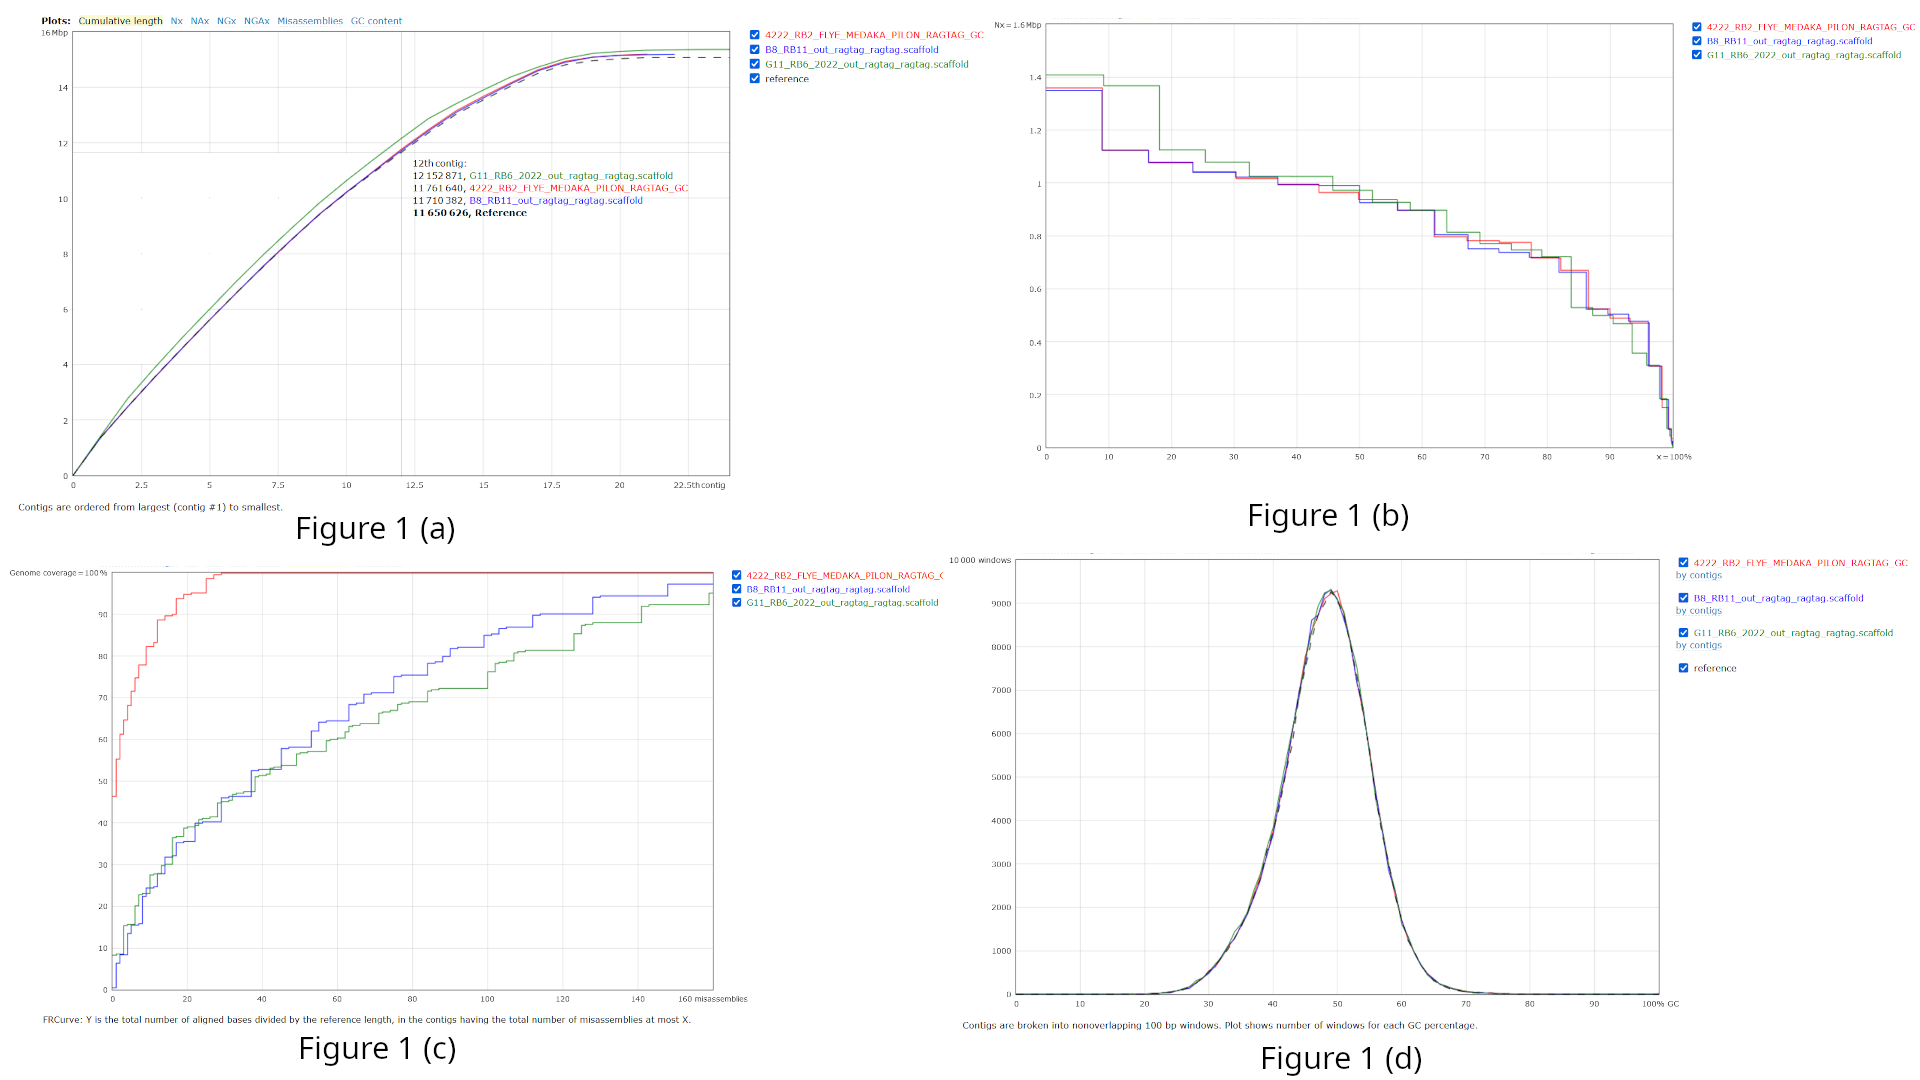 Plots: Cumulative length Nx NAx NGx NGAx Misassemblies GC content
16 Mbp
14
12
10
8
6
4
2
0
0 2.5 5 7.5 10 12.5 15 17.5 20 22.5th contig
12th contig:
12 152 871, G11_RB6_2022_out_ragtag_ragtag.scaffold
11 761 640, 4222_RB2_FLYE_MEDAKA_PILON_RAGTAG_GC
11 710 382, B8_RB11_out_ragtag_ragtag.scaffold
11 650 626, Reference
4222_RB2_FLYE_MEDAKA_PILON_RAGTAG_GC
B8_RB11_out_ragtag_ragtag.scaffold
G11_RB6_2022_out_ragtag_ragtag.scaffold
reference
Contigs are ordered from largest (contig #1) to smallest.
Figure 1 (a)
Nx = 1.6 Mbp
1.4
1.2
1
0.8
0.6
0.4
0.2
0
0 10 20 30 40 50 60 70 80 90 x = 100%
4222_RB2_FLYE_MEDAKA_PILON_RAGTAG_GC
B8_RB11_out_ragtag_ragtag.scaffold
G11_RB6_2022_out_ragtag_ragtag.scaffold
Figure 1 (b)
Genome coverage = 100 %
90
80
70
60
50
40
30
20
10
0
0 20 40 60 80 100 120 140 160 misassemblies
4222_RB2_FLYE_MEDAKA_PILON_RAGTAG_C
B8_RB11_out_ragtag_ragtag.scaffold
G11_RB6_2022_out_ragtag_ragtag.scaffold
FRCurve: Y is the total number of aligned bases divided by the reference length, in the contigs having the total number of misassemblies at most X.
Figure 1 (c)
10 000 windows
9000
8000
7000
6000
5000
4000
3000
2000
1000
0
0 10 20 30 40 50 60 70 80 90 100% GC
4222_RB2_FLYE_MEDAKA_PILON_RAGTAG_GC
by contigs
B8_RB11_out_ragtag_ragtag.scaffold
by contigs
G11_RB6_2022_out_ragtag_ragtag.scaffold
by contigs
reference
Contigs are broken into nonoverlapping 100 bp windows. Plot shows number of windows for each GC percentage.
Figure 1 (d)